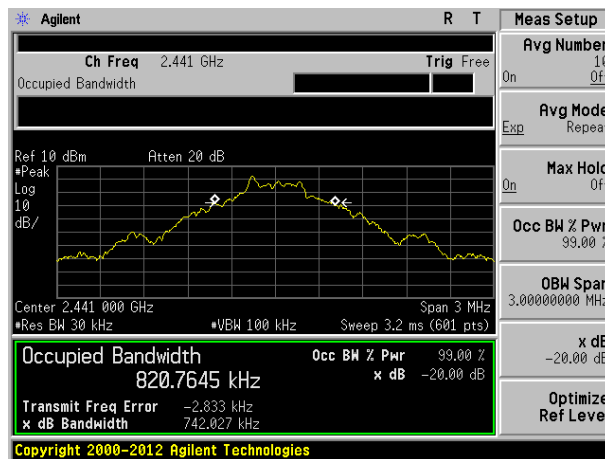 Agilent R T Meas Setup
Avg Number
10
On Off
Ch Freq 2.441 GHz Trig Free
Occupied Bandwidth
Avg Mode
Exp Repeat
Ref 10 dBm Atten 20 dB
#Peak
Log
10
dB/
Max Hold
On Off
Occ BW % Pwr
99.00 %
OBW Span
3.00000000 MHz
Center 2.441 000 GHz Span 3 MHz
#Res BW 30 kHz #VBW 100 kHz Sweep 3.2 ms (601 pts)
Occupied Bandwidth Occ BW % Pwr 99.00 %
820.7645 kHz x dB -20.00 dB
x dB
-20.00 dB
Transmit Freq Error -2.833 kHz
x dB Bandwidth 742.027 kHz
Optimize
Ref Level
Copyright 2000-2012 Agilent Technologies